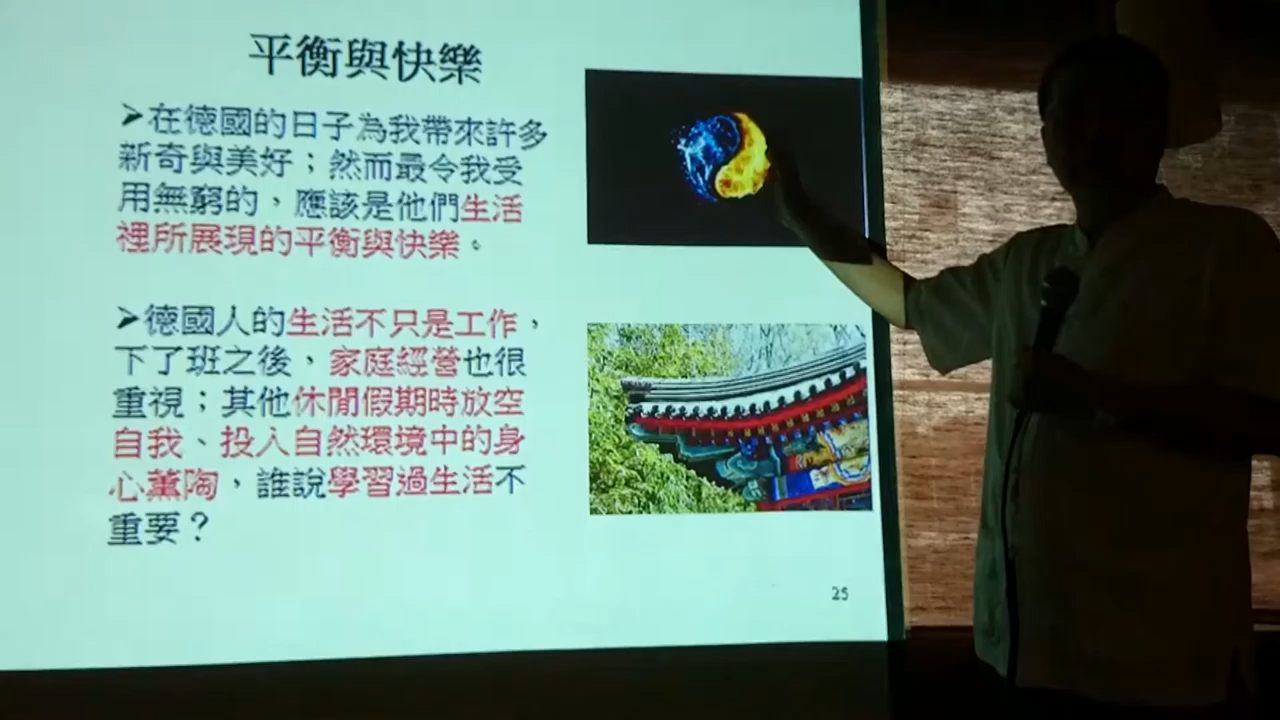 平衡與快樂
➤在德國的日子為我帶來許多
新奇與美好；然而最令我受
用無窮的，應該是他們生活
裡所展現的平衡與快樂。
➤德國人的生活不只是工作，
下了班之後，家庭經營也很
重視；其他休閒假期時放空
自我、投入自然環境中的身
心薰陶，誰說學習過生活不
重要？
25